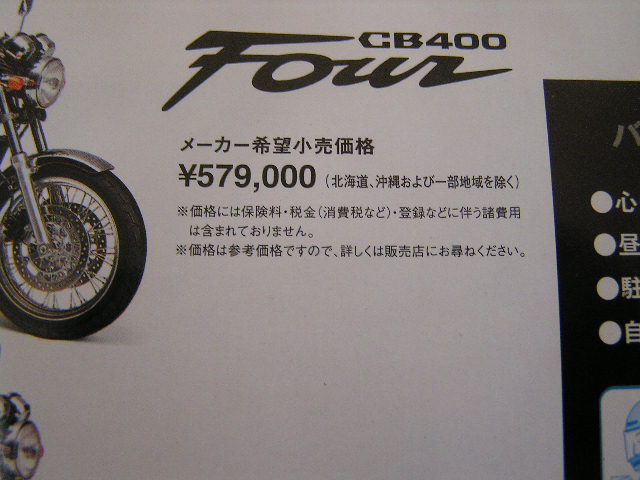 CB400
Four
メーカー希望小売価格
¥579,000（北海道、沖縄および一部地域を除く）
※価格には保険料・税金（消費税など）・登録などに伴う諸費用
は含まれておりません。
※価格は参考価格ですので、詳しくは販売店にお尋ねください。
●心
●昼
●駐
●自